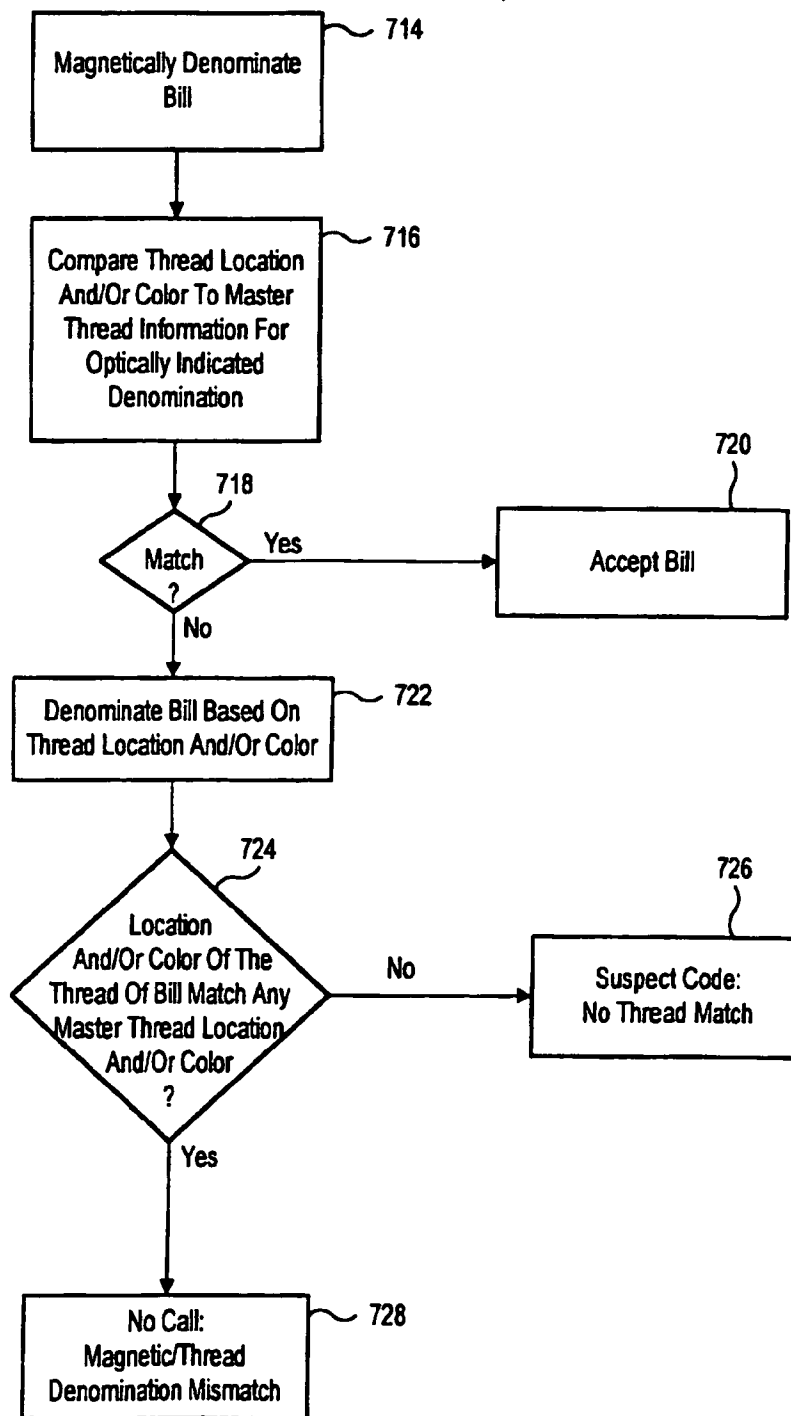 714
Magnetically Denominate
Bill
716
Compare Thread Location
And/Or Color To Master
Thread Information For
Optically Indicated
Denomination
718
Match
?
Yes
720
Accept Bill
No
722
Denominate Bill Based On
Thread Location And/Or Color
724
Location
And/Or Color Of The
Thread Of Bill Match Any
Master Thread Location
And/Or Color
?
No
726
Suspect Code:
No Thread Match
Yes
728
No Call:
Magnetic/Thread
Denomination Mismatch